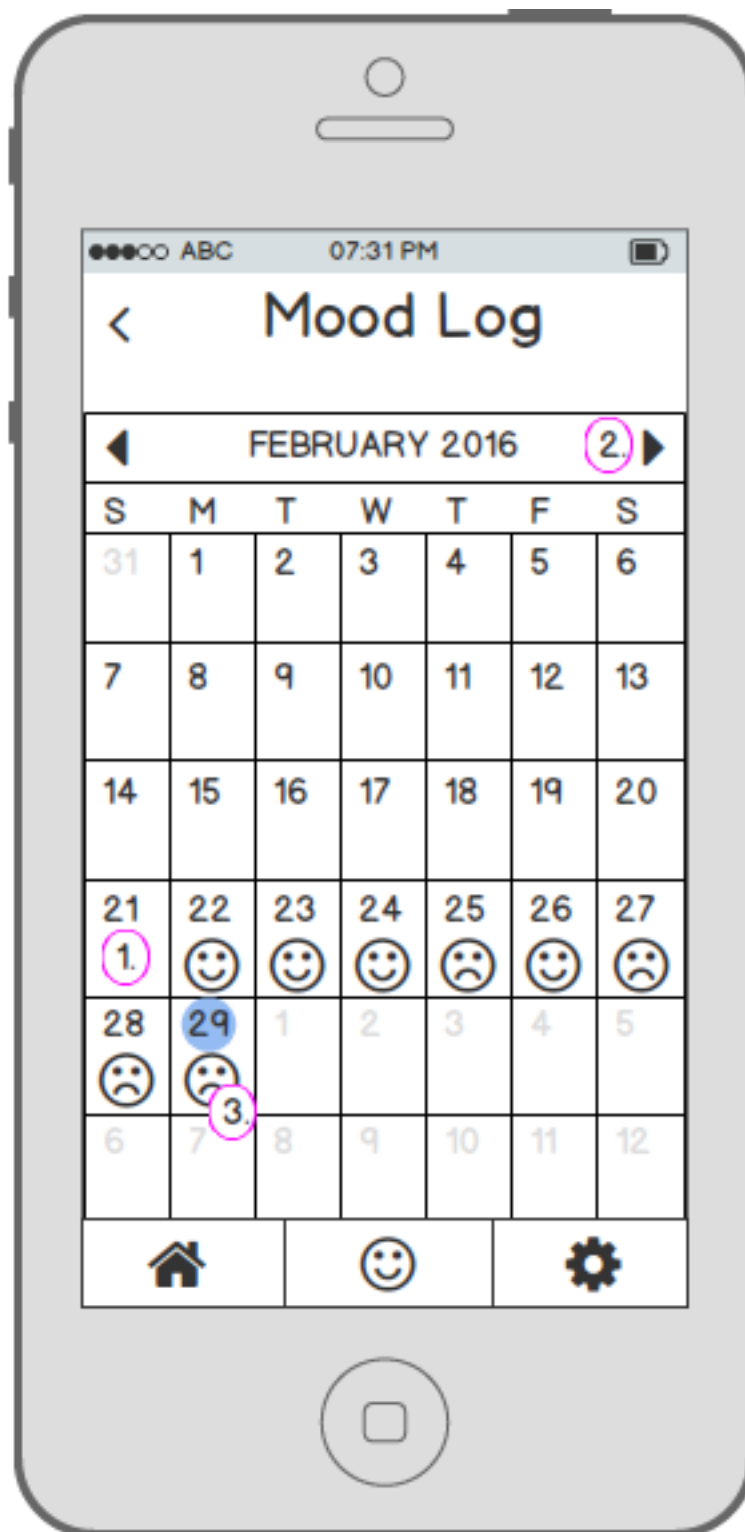 ABC 07:31 PM
Mood Log
FEBRUARY 2016 2.
S M T W T F S
31 1 2 3 4 5 6
7 8 9 10 11 12 13
14 15 16 17 18 19 20
21 22 23 24 25 26 27
1.
28 29 1 2 3 4 5
3.
6 7 8 9 10 11 12